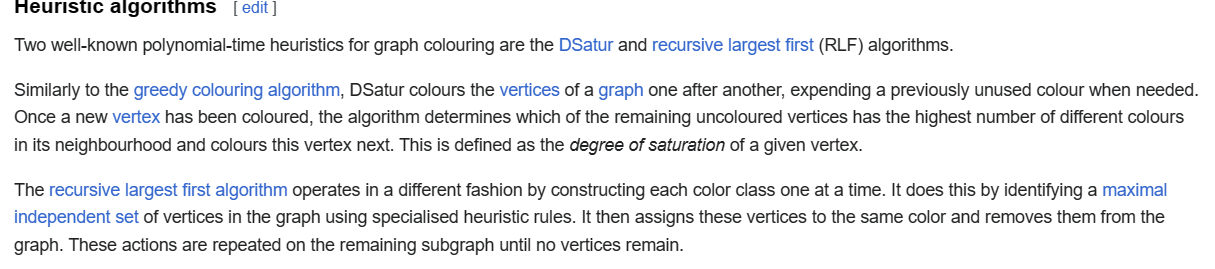 Heuristic algorithms [ edit ]
Two well-known polynomial-time heuristics for graph colouring are the DSatur and recursive largest first (RLF) algorithms.
Similarly to the greedy colouring algorithm, DSatur colours the vertices of a graph one after another, expending a previously unused colour when needed.
Once a new vertex has been coloured, the algorithm determines which of the remaining uncoloured vertices has the highest number of different colours
in its neighbourhood and colours this vertex next. This is defined as the degree of saturation of a given vertex.
The recursive largest first algorithm operates in a different fashion by constructing each color class one at a time. It does this by identifying a maximal
independent set of vertices in the graph using specialised heuristic rules. It then assigns these vertices to the same color and removes them from the
graph. These actions are repeated on the remaining subgraph until no vertices remain.